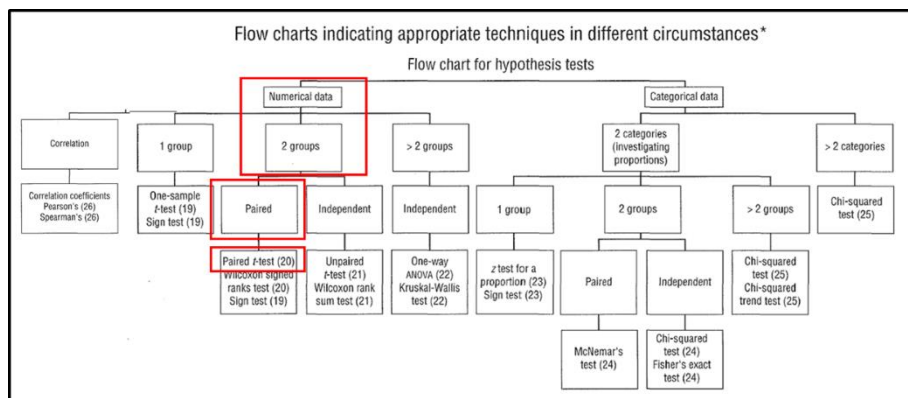 Flow charts indicating appropriate techniques in different circumstances*
Flow chart for hypothesis tests
Numerical data
Categorical data
Correlation
1 group
2 groups
> 2 groups
2 categories
(investigating
proportions)
> 2 categories
Correlation coefficients
Pearson's (26)
Spearman's (26)
One-sample
t-test (19)
Sign test (19)
Paired
Independent
Independent
1 group
2 groups
> 2 groups
Chi-squared
test (25)
Paired t-test (20)
Wilcoxon signed
ranks test (20)
Sign test (19)
Unpaired
t-test (21)
Wilcoxon rank
sum test (21)
One-way
ANOVA (22)
Kruskal-Wallis
test (22)
z test for a
proportion (23)
Sign test (23)
Paired
Independent
Chi-squared
test (25)
Chi-squared
trend test (25)
McNemar's
test (24)
Chi-squared
test (24)
Fisher's exact
test (24)